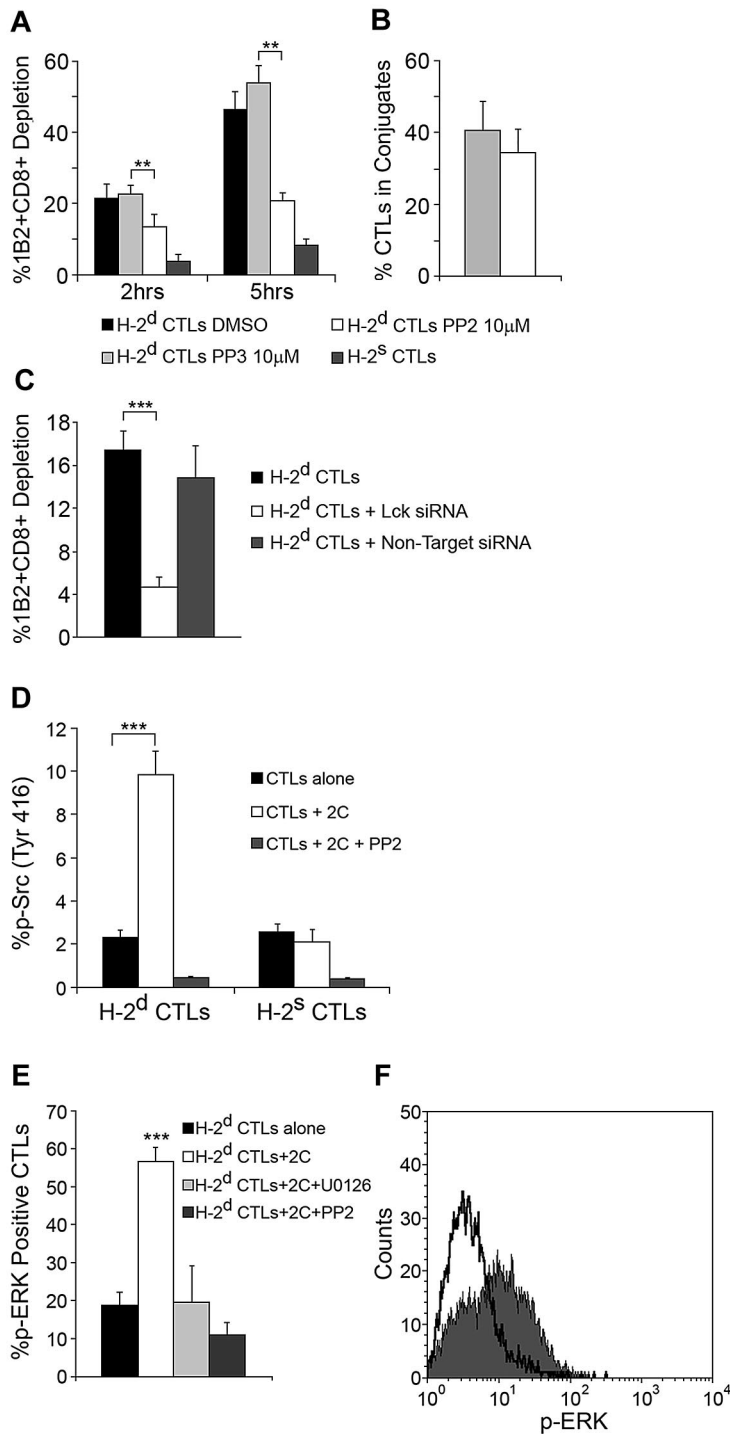 A
%1B2+CD8+ Depletion
60
40
20
0
**
**
2hrs
5hrs
B
% CTLs in Conjugates
60
40
20
0
H-2d CTLs DMSO
H-2d CTLs PP2 10µM
H-2d CTLs PP3 10µM
H-2s CTLs
C
%1B2+CD8+ Depletion
18
16
12
8
4
0
***
H-2d CTLs
H-2d CTLs + Lck siRNA
H-2d CTLs + Non-Target siRNA
D
%p-Src (Tyr 416)
12
10
8
6
4
2
0
***
CTLs alone
CTLs + 2C
CTLs + 2C + PP2
H-2d CTLs
H-2s CTLs
E
%p-ERK Positive CTLs
70
60
50
40
30
20
10
0
***
H-2d CTLs alone
H-2d CTLs+2C
H-2d CTLs+2C+U0126
H-2d CTLs+2C+PP2
F
Counts
50
40
30
20
10
0
10^0
10^1
10^2
10^3
10^4
p-ERK